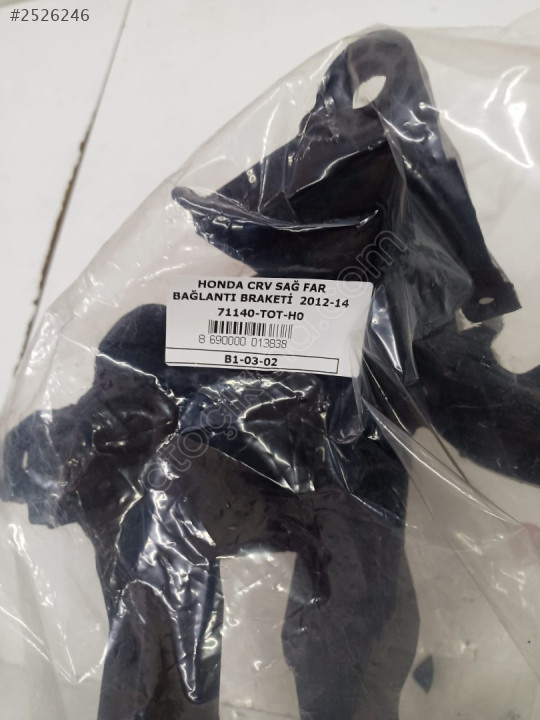 #2526246
HONDA CRV SAĞ FAR
BAĞLANTI BRAKETİ 2012-14
71140-TOT-H0
8 690000 013838
B1-03-02